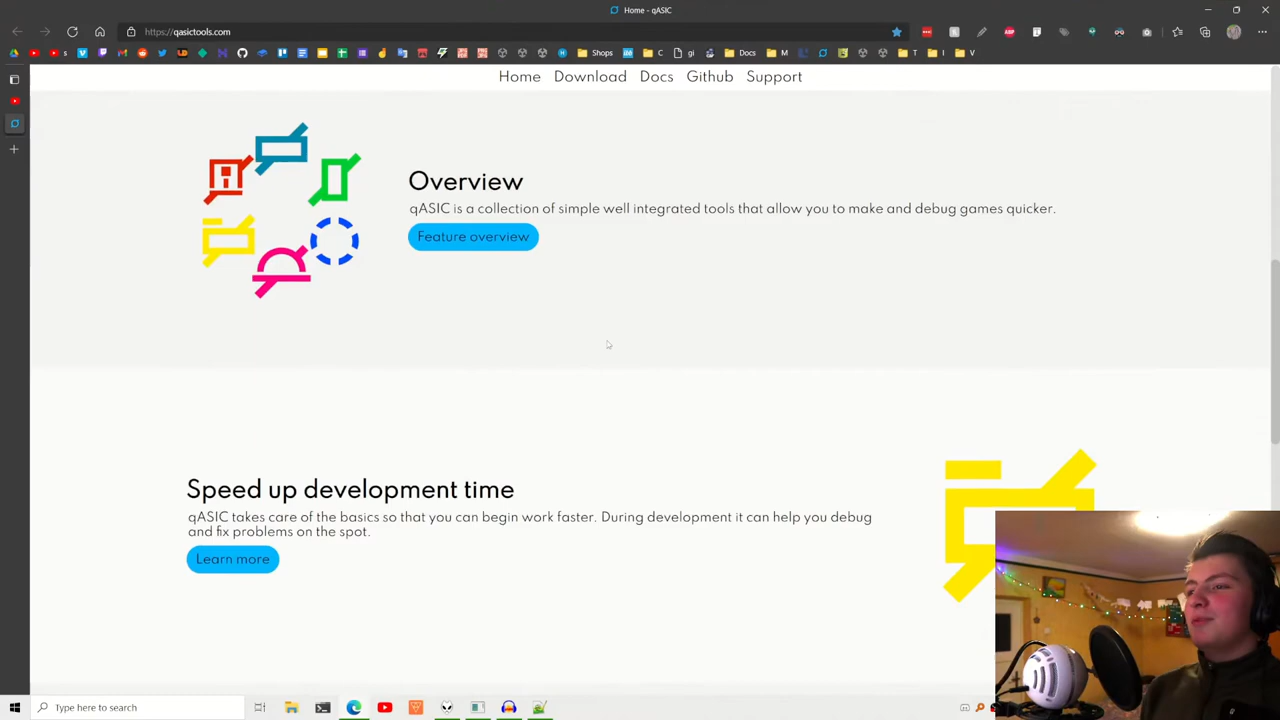 Home - qASIC
https://qasictools.com
s
Shops
C
gi
Docs
M
T
I
V
Home Download Docs Github Support
Overview
qASIC is a collection of simple well integrated tools that allow you to make and debug games quicker.
Feature overview
Speed up development time
qASIC takes care of the basics so that you can begin work faster. During development it can help you debug
and fix problems on the spot.
Learn more
Type here to search